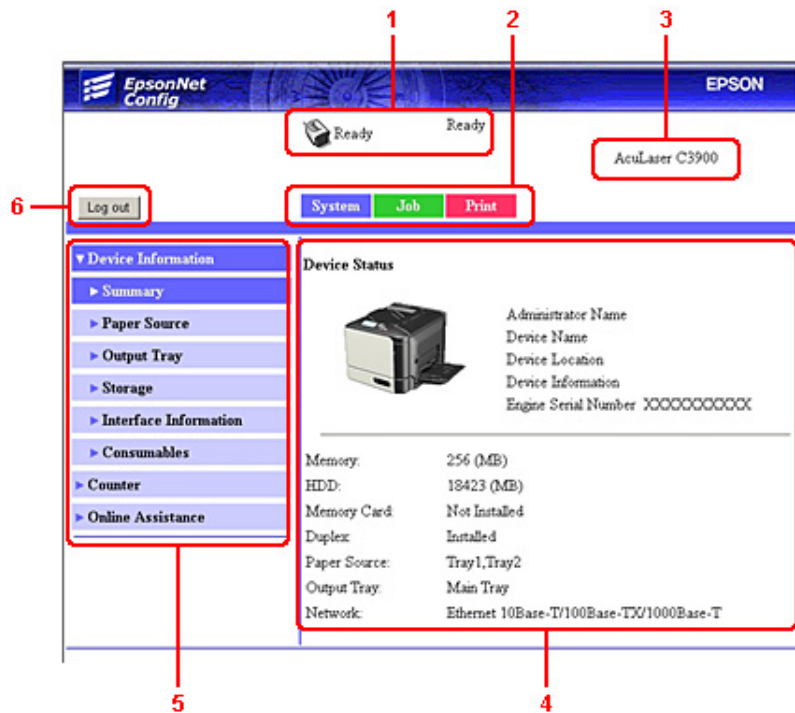 1 2 3
EpsonNet
Config
EPSON
Ready Ready
AcuLaser C3900
6 Log out System Job Print
Device Information
Summary
Paper Source
Output Tray
Storage
Interface Information
Consumables
Counter
Online Assistance
Device Status
Administrator Name
Device Name
Device Location
Device Information
Engine Serial Number XXXXXXXXXXX
Memory: 256 (MB)
HDD: 18423 (MB)
Memory Card: Not Installed
Duplex: Installed
Paper Source: Tray1,Tray2
Output Tray: Main Tray
Network: Ethernet 10Base-T/100Base-TX/1000Base-T
5 4